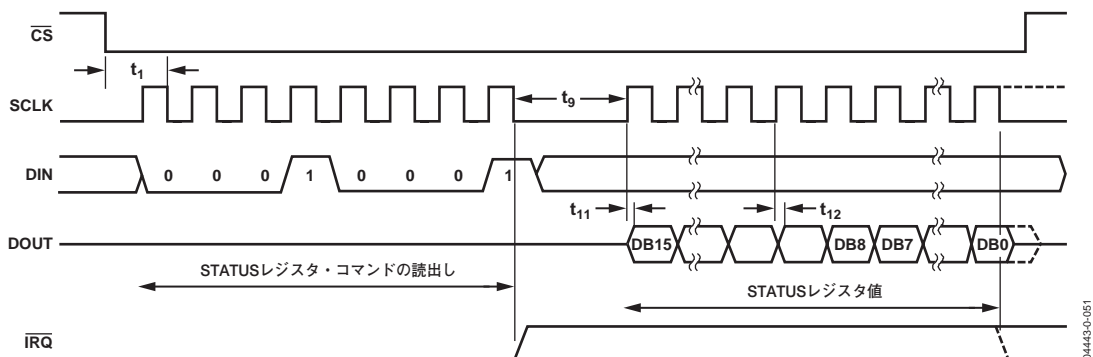 CS
t1
SCLK
t9
DIN
0 0 0 1 0 0 0 1
t11
t12
DOUT
DB15
DB8
DB7
DB0
STATUSレジスタ・コマンドの読出し
STATUSレジスタ値
IRQ
04443-0-051